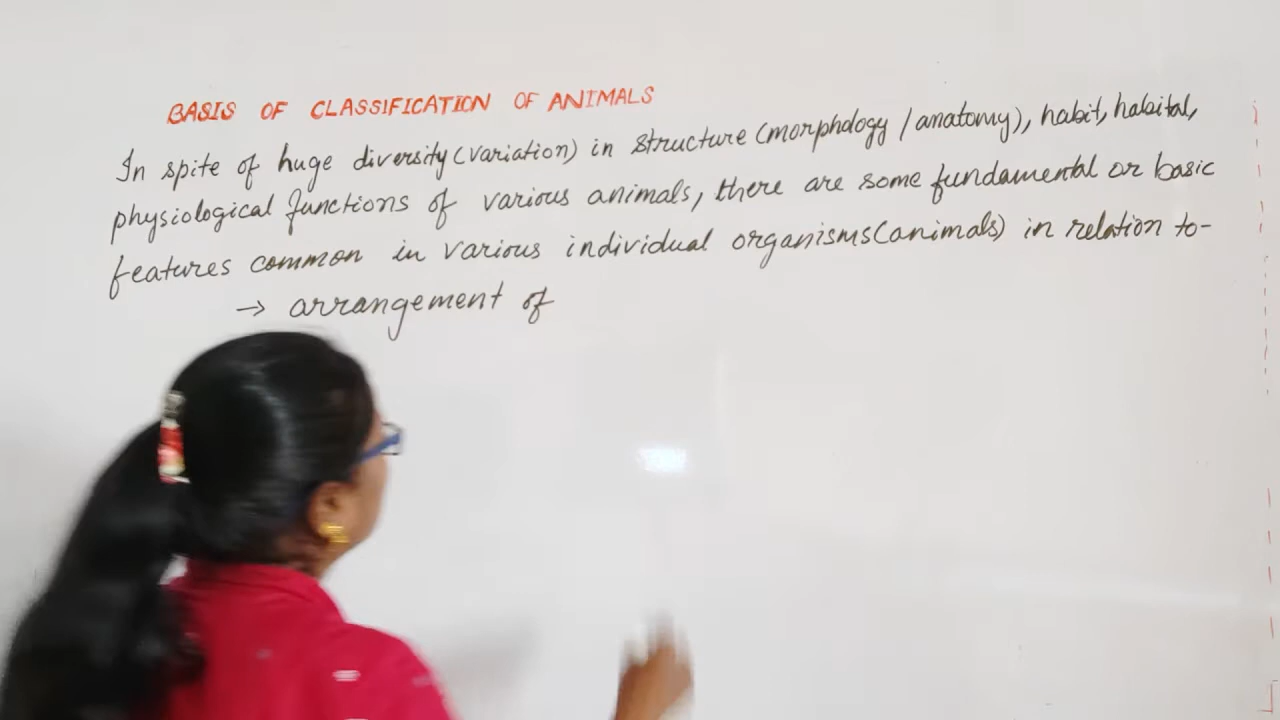 BASIS OF CLASSIFICATION OF ANIMALS
In spite of huge diversity (variation) in structure (morphology / anatomy), habit, habital,
physiological functions of various animals, there are some fundamental or basic
features common in various individual organisms (animals) in relation to-
→ arrangement of